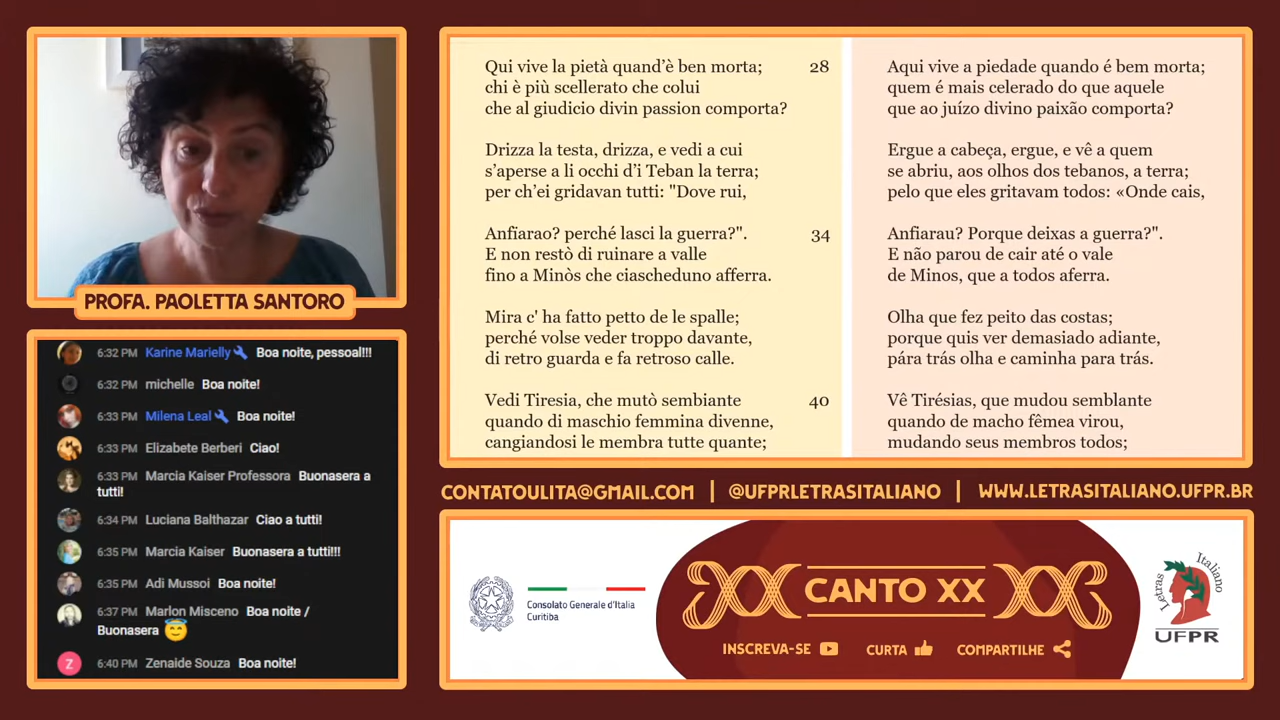 PROFA. PAOLETTA SANTORO
6:32 PM Karine Marielly Boa noite, pessoal!!!
6:32 PM michelle Boa noite!
6:33 PM Milena Leal Boa noite!
6:33 PM Elizabete Berberi Ciao!
6:33 PM Marcia Kaiser Professora Buonasera a
tutti!
6:34 PM Luciana Balthazar Ciao a tutti!
6:35 PM Marcia Kaiser Buonasera a tutti!!!
6:35 PM Adi Mussoi Boa noite!
6:37 PM Marlon Misceno Boa noite /
Buonasera 😇
Z 6:40 PM Zenaide Souza Boa noite!
Qui vive la pietà quand’è ben morta; 28
chi è più scellerato che colui
che al giudicio divin passion comporta?
Drizza la testa, drizza, e vedi a cui
s’aperse a li occhi d’i Teban la terra;
per ch’ei gridavan tutti: "Dove rui,
Anfïarao? perché lasci la guerra?". 34
E non restò di ruinare a valle
fino a Minòs che ciascheduno afferra.
Mira c' ha fatto petto de le spalle;
perché volse veder troppo davante,
di retro guarda e fa retroso calle.
Vedi Tiresia, che mutò sembiante 40
quando di maschio femmina divenne,
cangiandosi le membra tutte quante;
Aqui vive a piedade quando é bem morta;
quem é mais celerado do que aquele
que ao juízo divino paixão comporta?
Ergue a cabeça, ergue, e vê a quem
se abriu, aos olhos dos tebanos, a terra;
pelo que eles gritavam todos: «Onde cais,
Anfiarau? Porque deixas a guerra?".
E não parou de cair até o vale
de Minos, que a todos aferra.
Olha que fez peito das costas;
porque quis ver demasiado adiante,
pára trás olha e caminha para trás.
Vê Tirésias, que mudou semblante
quando de macho fêmea virou,
mudando seus membros todos;
CONTATOULITA@GMAIL.COM | @UFPRLETRASITALIANO | WWW.LETRASITALIANO.UFPR.BR
Consolato Generale d'Italia
Curitiba
XX CANTO XX XX
INSCREVA-SE CURTA COMPARTILHE
Letras Italiano
UFPR